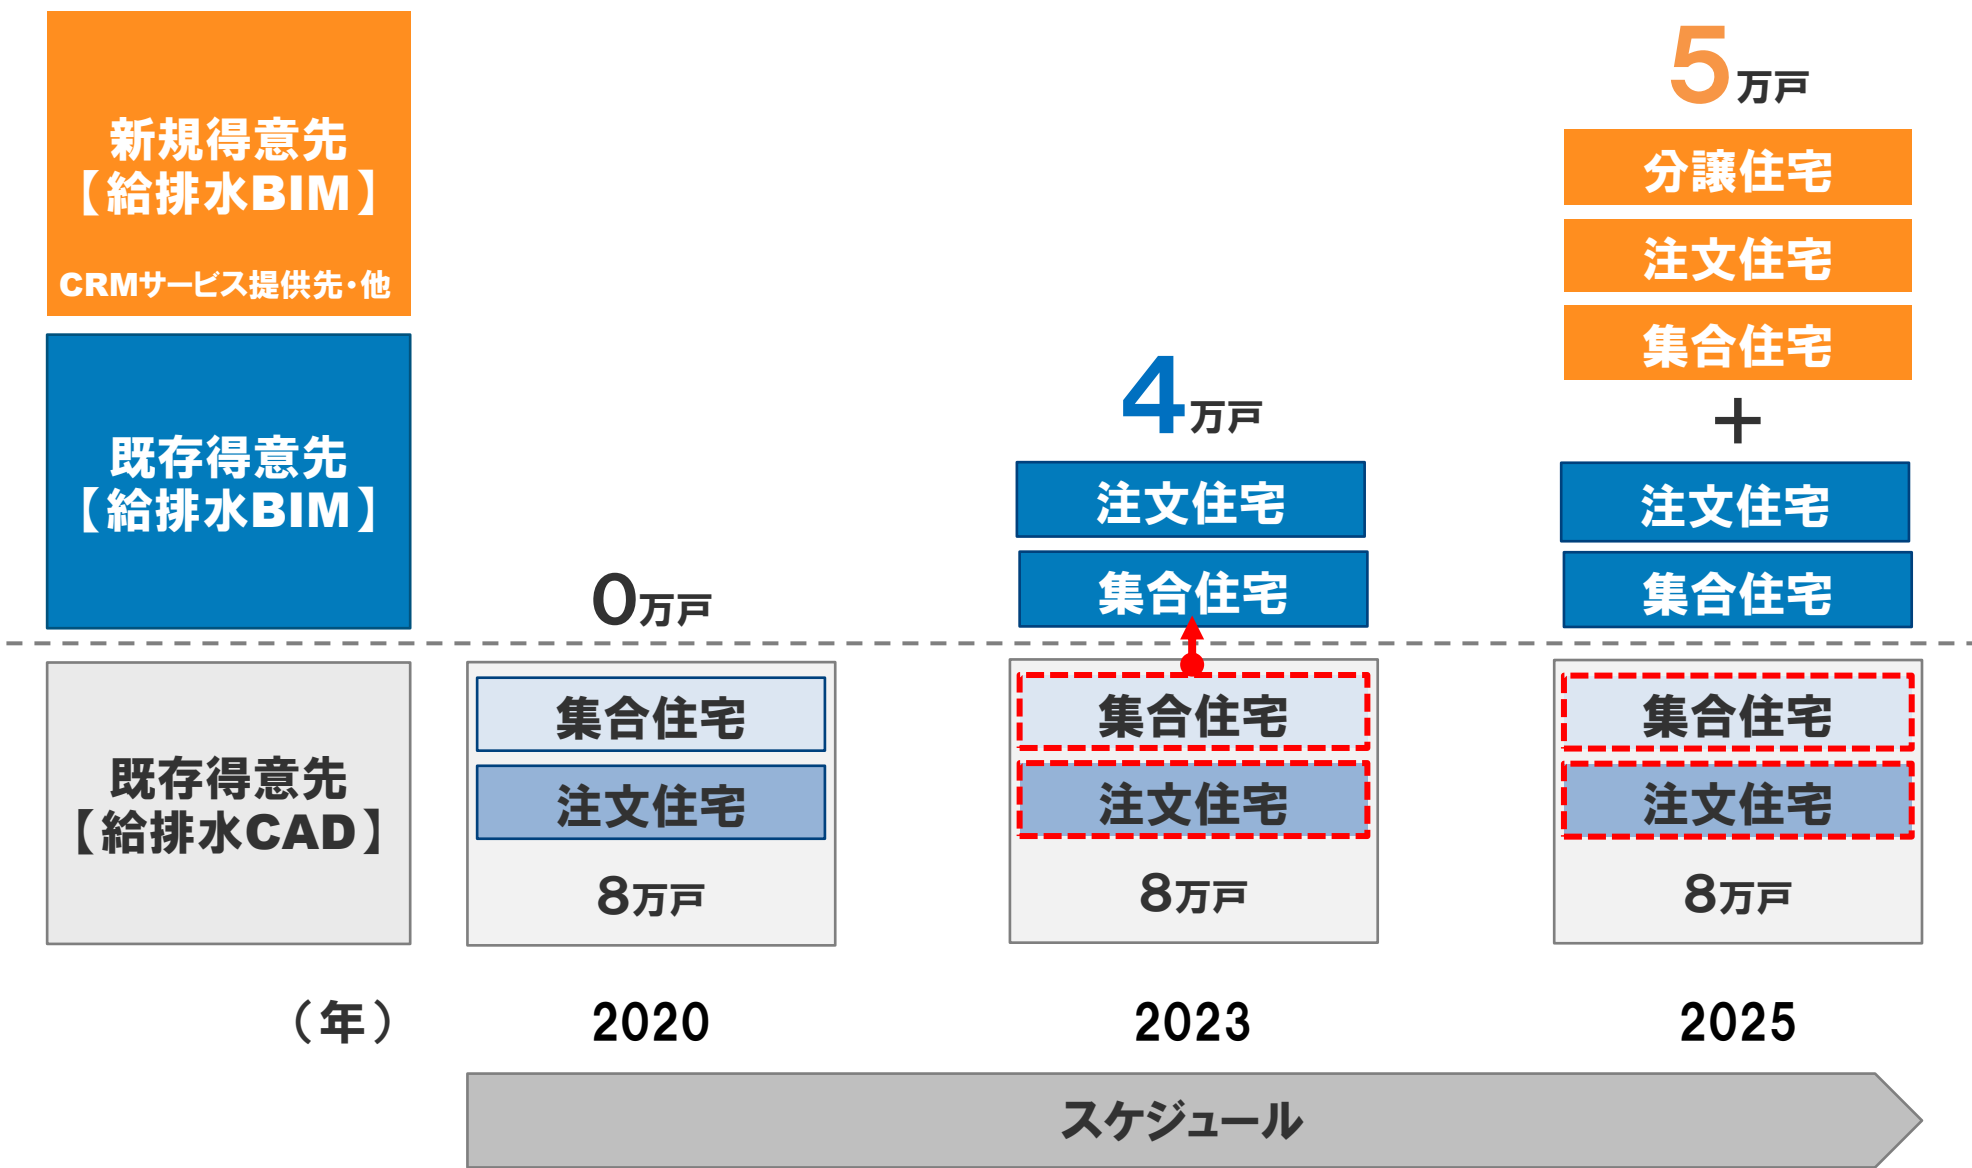 新規得意先
【給排水BIM】
CRMサービス提供先・他
既存得意先
【給排水BIM】
既存得意先
【給排水CAD】
0万戸
集合住宅
注文住宅
8万戸
4万戸
注文住宅
集合住宅
集合住宅
注文住宅
8万戸
5万戸
分譲住宅
注文住宅
集合住宅
+
注文住宅
集合住宅
集合住宅
注文住宅
8万戸
（年）
2020
2023
2025
スケジュール